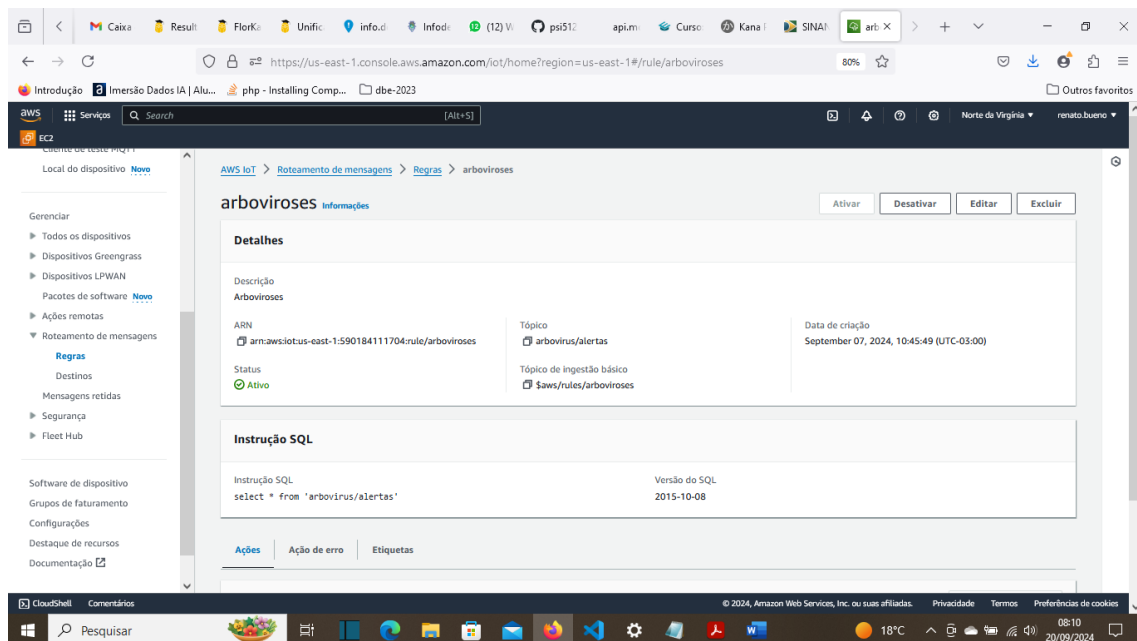 Caixa
Result
FlorKa
Unific
info.d
Infode
(12) W
psi512
api.m
Curso
Kana
SINAN
arb
https://us-east-1.console.aws.amazon.com/iot/home?region=us-east-1#/rule/arboviroses
80%
Introdução
Imersão Dados IA | Alu...
php - Installing Comp...
dbe-2023
Outros favoritos
aws
Serviços
Search
[Alt+S]
Norte da Virgínia
renato.bueno
EC2
Cliente de teste MQTT
Local do dispositivo Novo
Gerenciar
Todos os dispositivos
Dispositivos Greengrass
Dispositivos LPWAN
Pacotes de software Novo
Ações remotas
Roteamento de mensagens
Regras
Destinos
Mensagens retidas
Segurança
Fleet Hub
Software de dispositivo
Grupos de faturamento
Configurações
Destaque de recursos
Documentação
AWS IoT > Roteamento de mensagens > Regras > arboviroses
arboviroses Informações
Ativar
Desativar
Editar
Excluir
Detalhes
Descrição
Arboviroses
ARN
arn:aws:iot:us-east-1:590184111704:rule/arboviroses
Tópico
arbovirus/alertas
Data de criação
September 07, 2024, 10:45:49 (UTC-03:00)
Status
Ativo
Tópico de ingestão básico
$aws/rules/arboviroses
Instrução SQL
Instrução SQL
select * from 'arbovirus/alertas'
Versão do SQL
2015-10-08
Ações
Ação de erro
Etiquetas
CloudShell
Comentários
© 2024, Amazon Web Services, Inc. ou suas afiliadas.
Privacidade
Termos
Preferências de cookies
Pesquisar
18°C
08:10
20/09/2024